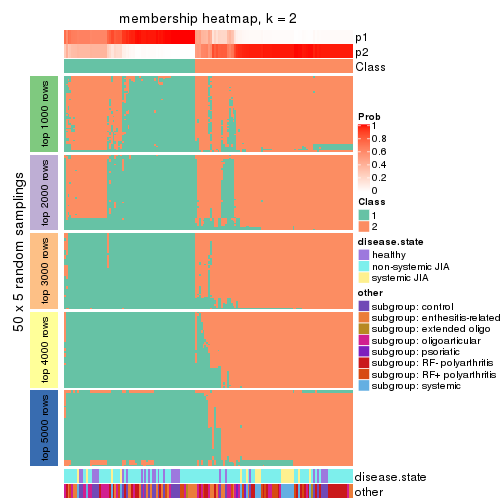 membership heatmap, k = 2
p1
p2
Class
50 x 5 random samplings
top 1000 rows
top 2000 rows
top 3000 rows
top 4000 rows
top 5000 rows
disease.state
other
Prob
1
0.8
0.6
0.4
0.2
0
Class
1
2
disease.state
healthy
non-systemic JIA
systemic JIA
other
subgroup: control
subgroup: enthesitis-related
subgroup: extended oligo
subgroup: oligoarticular
subgroup: psoriatic
subgroup: RF- polyarthritis
subgroup: RF+ polyarthritis
subgroup: systemic